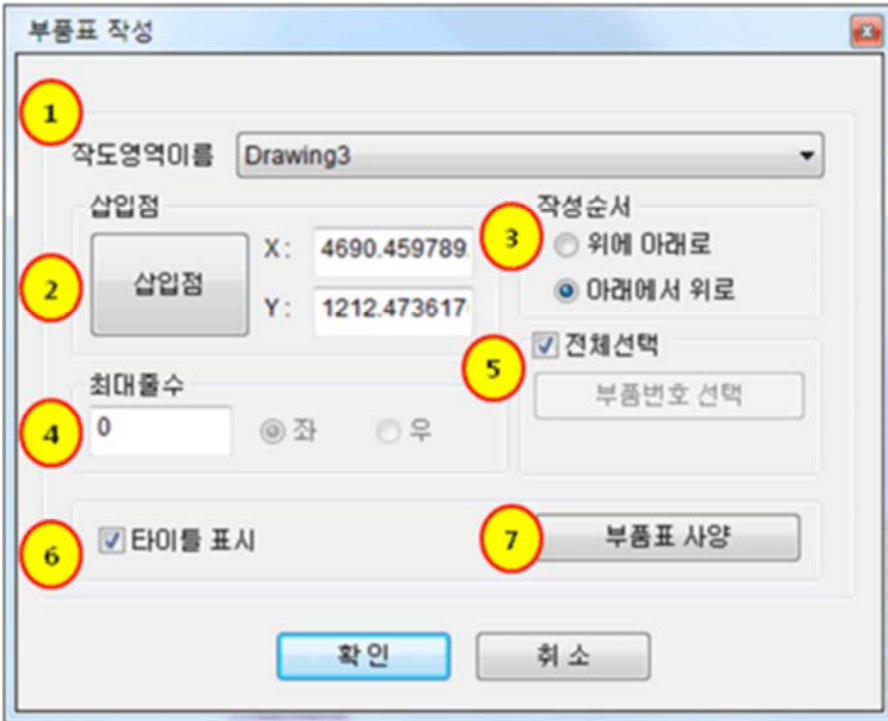 부품표 작성
1
작도영역이름 Drawing3
삽입점
2
삽입점
X: 4690.459789.
Y: 1212.473617
작성순서
3
위에 아래로
아래에서 위로
최대줄수
4
0
좌 우
5
전체선택
부품번호 선택
6
타이틀 표시
7
부품표 사양
확인 취소